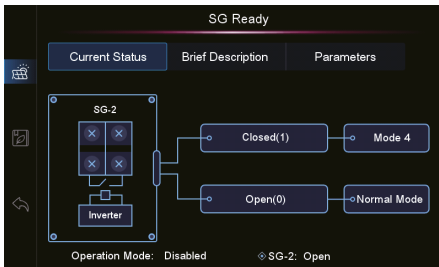 SG Ready
Current Status Brief Description Parameters
SG-2
Closed(1) Mode 4
Open(0) Normal Mode
Inverter
Operation Mode: Disabled SG-2: Open